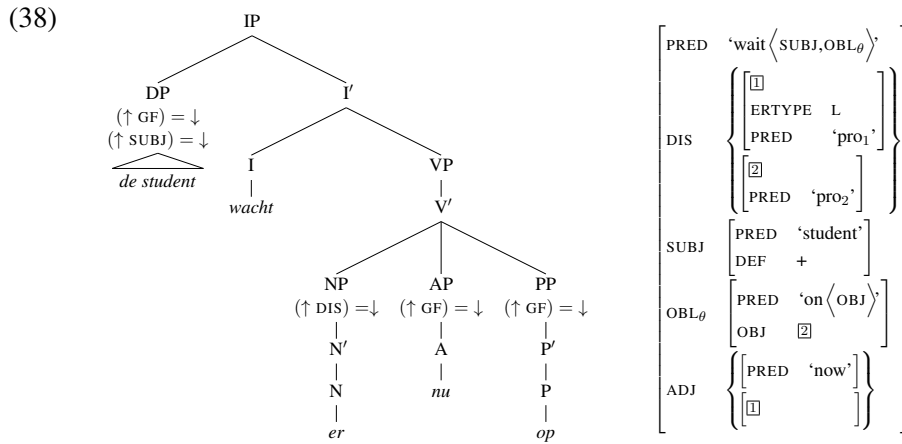 (38)
IP
DP I′
(↑ GF) = ↓
(↑ SUBJ) = ↓
de student
I VP
wacht V′
NP AP PP
(↑ DIS) =↓ (↑ GF) = ↓ (↑ GF) = ↓
N′ A P′
N nu P
er op
PRED ‘wait⟨SUBJ,OBLθ⟩’
DIS
1
ERTYPE L
PRED ‘pro1’
2
PRED ‘pro2’
SUBJ
PRED ‘student’
DEF +
OBLθ
PRED ‘on⟨OBJ⟩’
OBJ 2
ADJ
PRED ‘now’
1